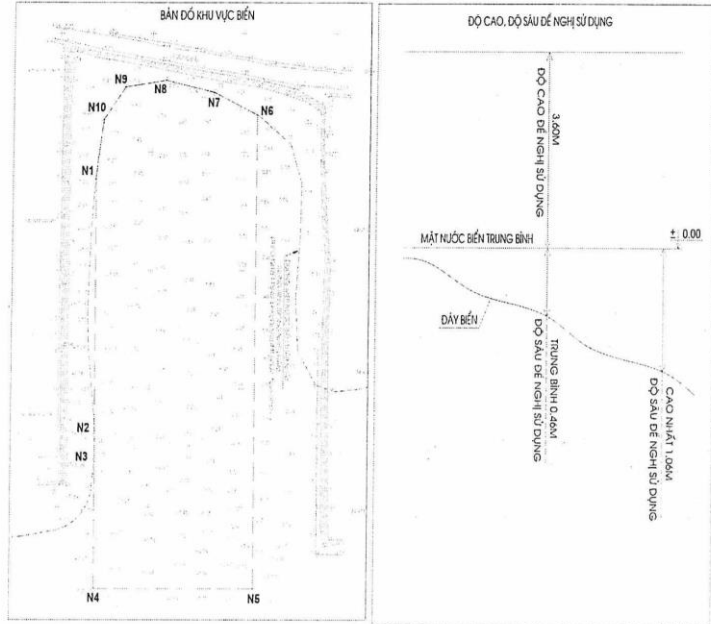 BẢN ĐỒ KHU VỰC BIỂN
N9
N8
N7
N10
N6
N1
N2
N3
N4
N5
ĐỘ CAO, ĐỘ SÂU ĐỀ NGHỊ SỬ DỤNG
3.60M
ĐỘ CAO ĐỀ NGHỊ SỬ DỤNG
MẶT NƯỚC BIỂN TRUNG BÌNH
± 0.00
ĐÁY BIỂN
TRUNG BÌNH 0.46M
ĐỘ SÂU ĐỀ NGHỊ SỬ DỤNG
CAO NHẤT 1.06M
ĐỘ SÂU ĐỀ NGHỊ SỬ DỤNG